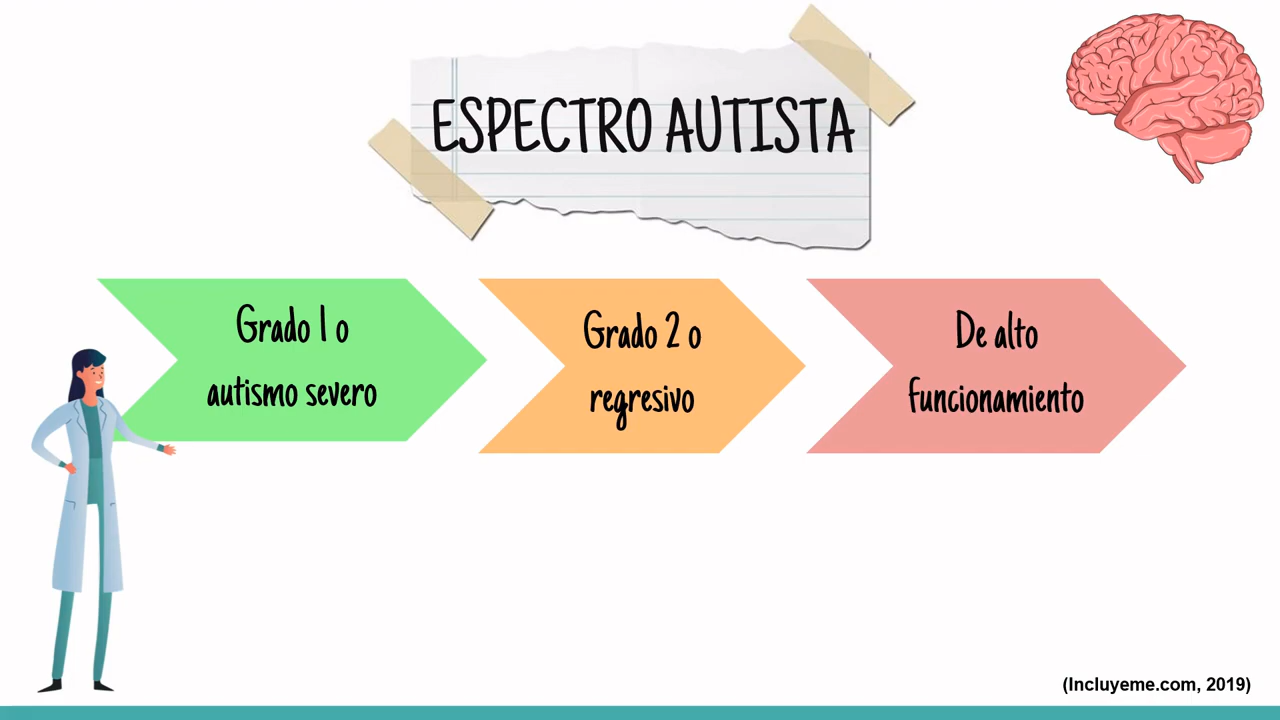 ESPECTRO AUTISTA
Grado 1 o
autismo severo
Grado 2 o
regresivo
De alto
funcionamiento
(Incluyeme.com, 2019)